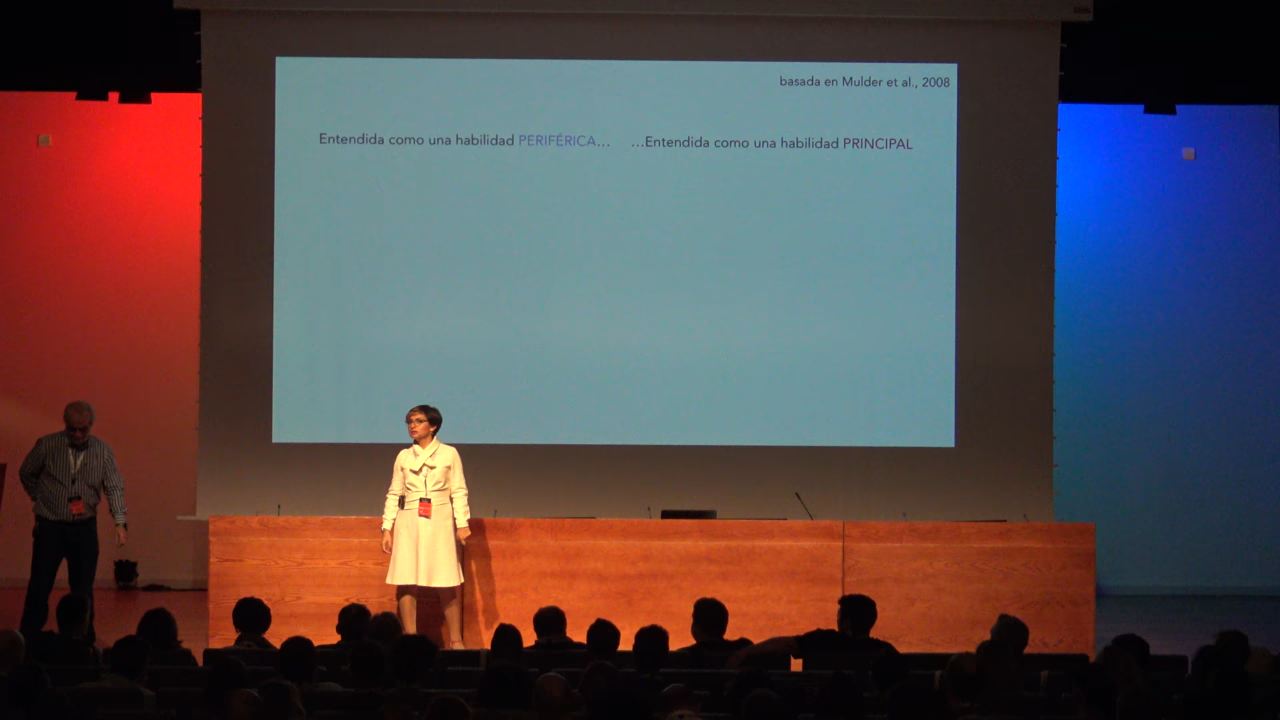 basada en Mulder et al., 2008
Entendida como una habilidad PERIFÉRICA... ...Entendida como una habilidad PRINCIPAL